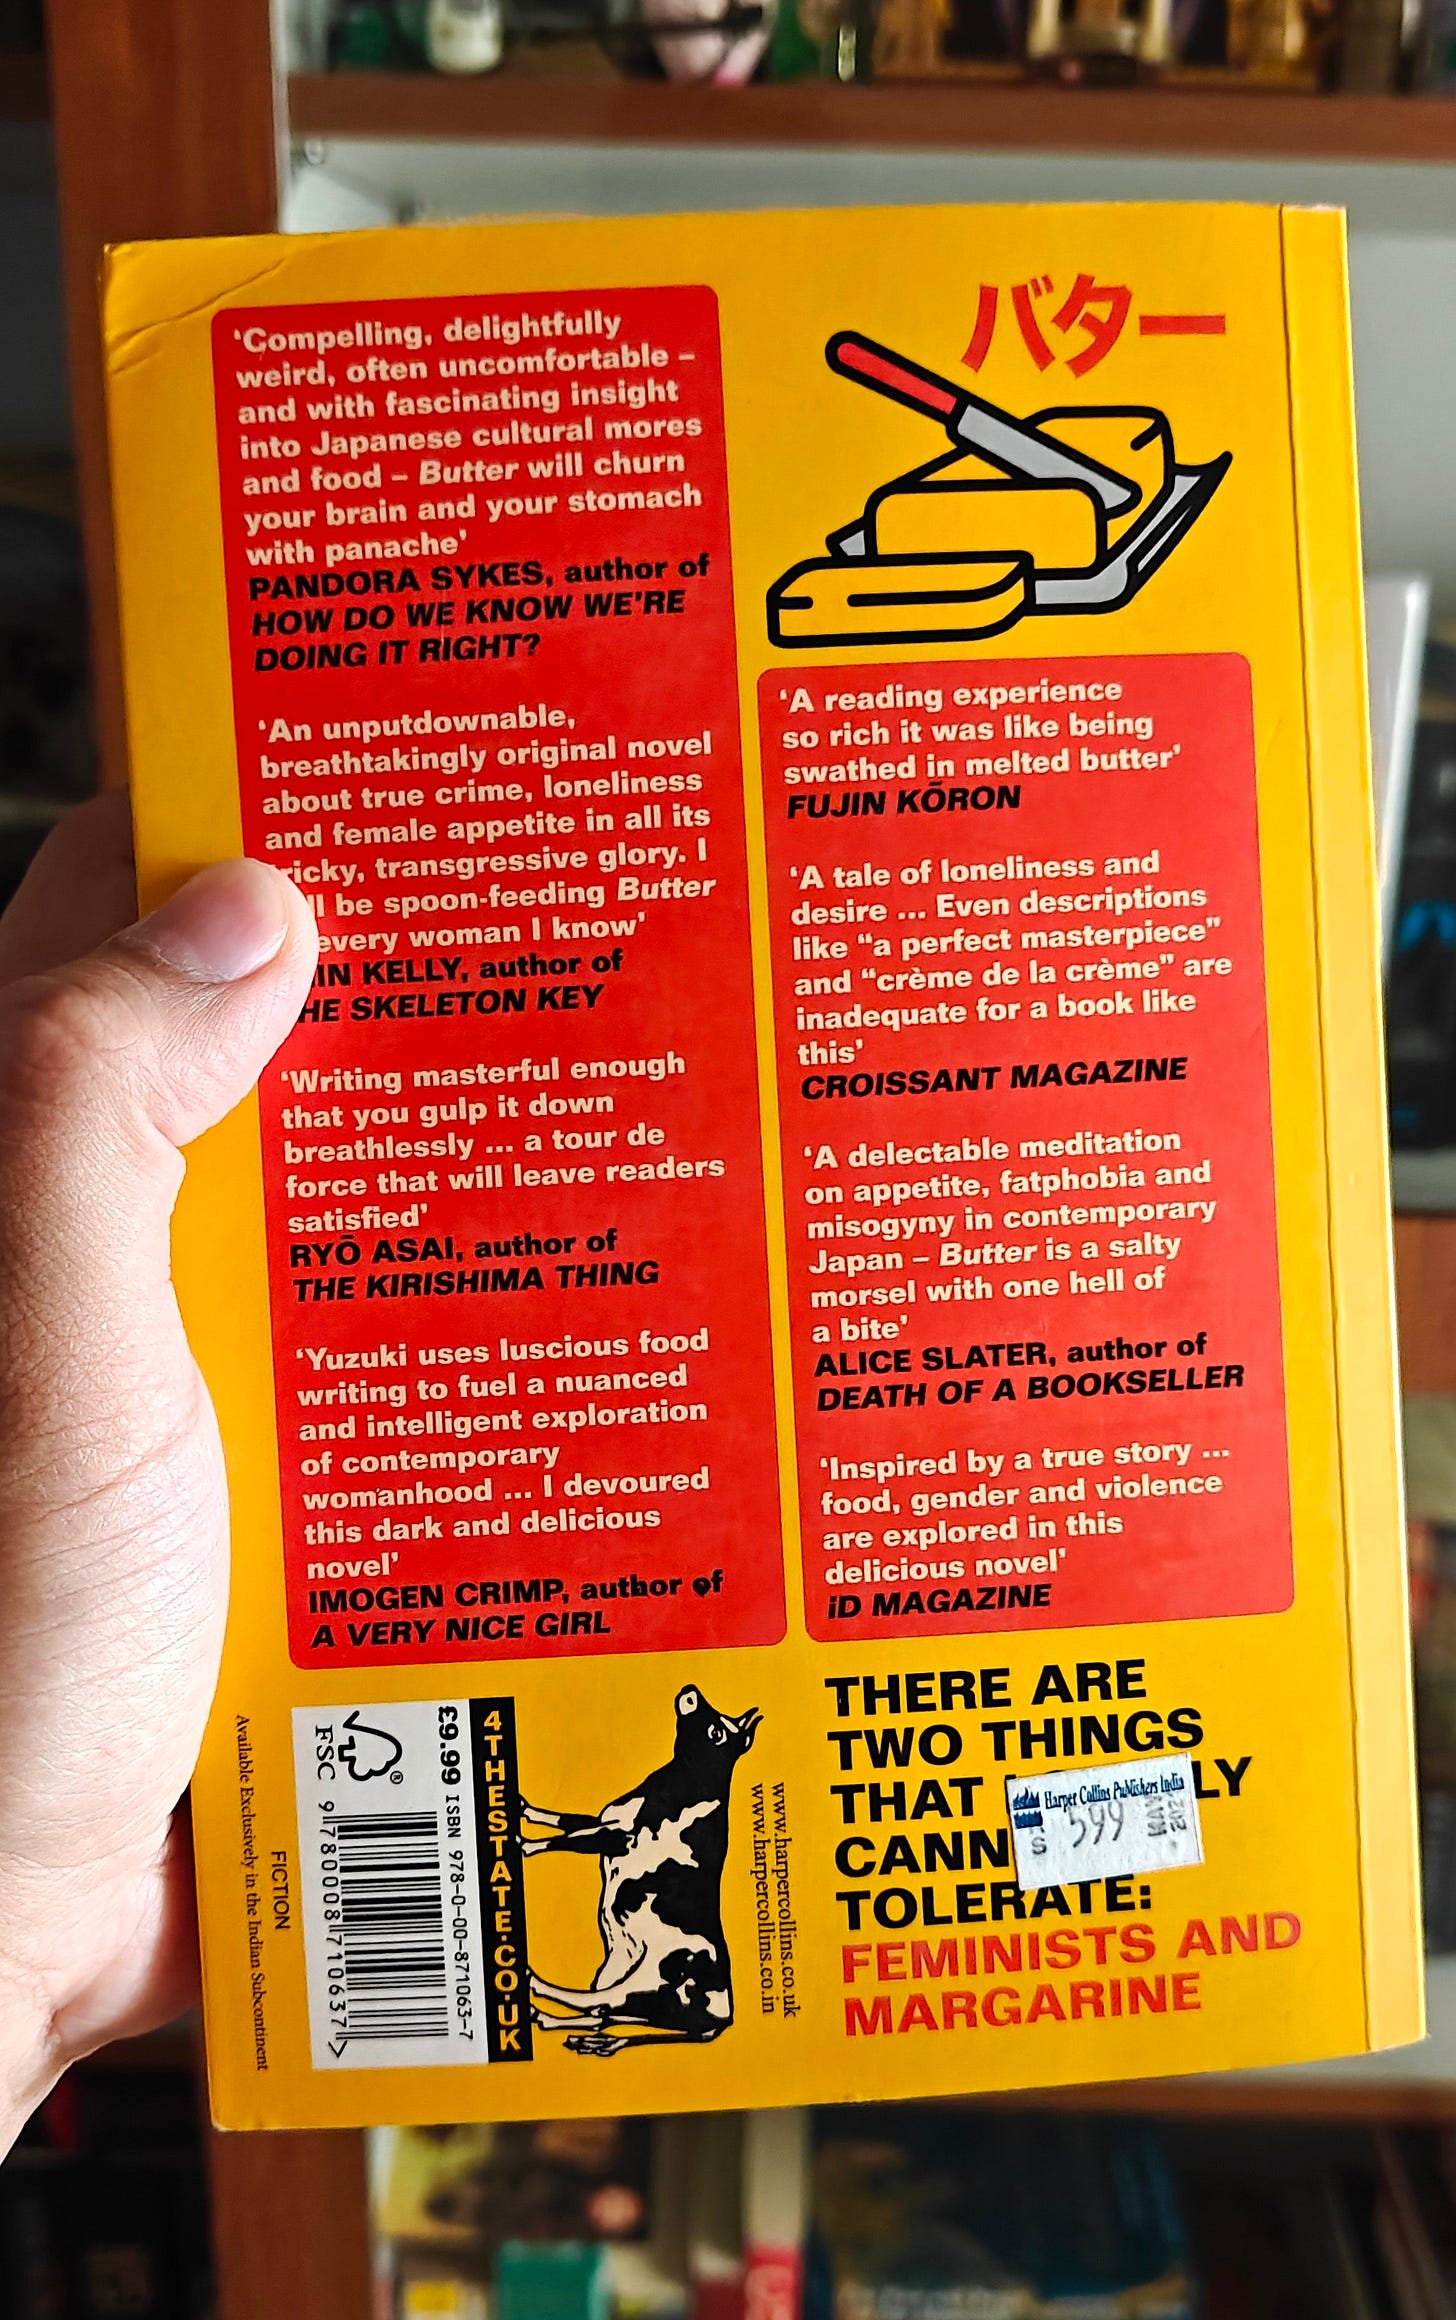 ‘Compelling, delightfully
weird, often uncomfortable –
and with fascinating insight
into Japanese cultural mores
and food – Butter will churn
your brain and your stomach
with panache’
PANDORA SYKES, author of
HOW DO WE KNOW WE'RE
DOING IT RIGHT?
‘An unputdownable,
breathtakingly original novel
about true crime, loneliness
and female appetite in all its
transgressive glory. I
be spoon-feeding Butter
every woman I know’
KELLY, author of
SKELETON KEY
‘Writing masterful enough
that you gulp it down
breathlessly ... a tour de
force that will leave readers
satisfied’
RYŌ ASAI, author of
THE KIRISHIMA THING
‘Yuzuki uses luscious food
writing to fuel a nuanced
and intelligent exploration
of contemporary
womanhood ... I devoured
this dark and delicious
novel’
IMOGEN CRIMP, author of
A VERY NICE GIRL
バター
‘A reading experience
so rich it was like being
swathed in melted butter’
FUJIN KŌRON
‘A tale of loneliness and
desire ... Even descriptions
like “a perfect masterpiece”
and “crème de la crème” are
inadequate for a book like
this’
CROISSANT MAGAZINE
‘A delectable meditation
on appetite, fatphobia and
misogyny in contemporary
Japan – Butter is a salty
morsel with one hell of
a bite’
ALICE SLATER, author of
DEATH OF A BOOKSELLER
‘Inspired by a true story ...
food, gender and violence
are explored in this
delicious novel’
iD MAGAZINE
THERE ARE
TWO THINGS
THAT
TOLERATE:
FEMINISTS AND
MARGARINE
Harper Collins Publishers India
599
www.harpercollins.co.uk
www.harpercollins.co.in
4THESTATE.CO.UK
£9.99 ISBN 978-0-00-871063-7
9 780008 710637 >
FSC ®
FICTION
Available Exclusively in the Indian Subcontinent